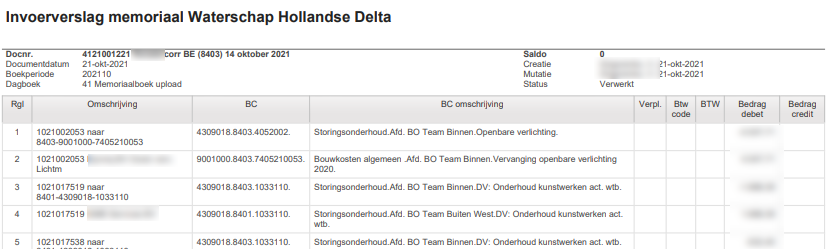 Invoerverslag memoriaal Waterschap Hollandse Delta
Docnr. 4121001221 corr BE (8403) 14 oktober 2021 Saldo 0
Documentdatum 21-okt-2021 Creatie 21-okt-2021
Boekperiode 202110 Mutatie 21-okt-2021
Dagboek 41 Memoriaalboek upload Status Verwerkt
Rgl Omschrijving BC BC omschrijving Verpl. Btw code BTW Bedrag debet Bedrag credit
1 1021002053 naar 4309018.8403.4052002. Storingsonderhoud.Afd. BO Team Binnen.Openbare verlichting.
8403-9001000-7405210053
2 1021002053 9001000.8403.7405210053. Bouwkosten algemeen .Afd. BO Team Binnen.Vervanging openbare verlichting
Lichtm 2020.
3 1021017519 naar 4309018.8403.1033110. Storingsonderhoud.Afd. BO Team Binnen.DV: Onderhoud kunstwerken act. wtb.
8401-4309018-1033110
4 1021017519 4309018.8401.1033110. Storingsonderhoud.Afd. BO Team Buiten West.DV: Onderhoud kunstwerken act.
wtb.
5 1021017538 naar 4309018.8403.1033110. Storingsonderhoud.Afd. BO Team Binnen.DV: Onderhoud kunstwerken act. wtb.